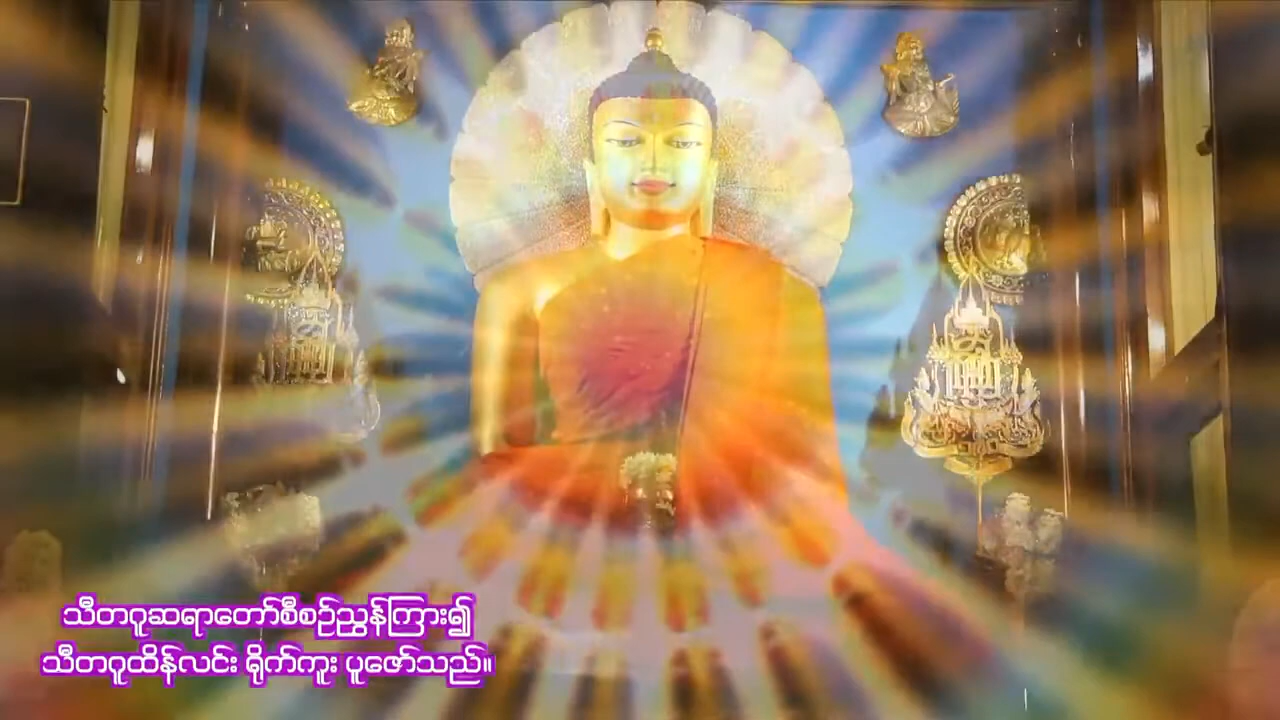 သီတဂူဆရာတော်စီစဉ်ညွှန်ကြား၍
သီတဂူထိန်လင်း ရိုက်ကူး ပူဇော်သည်။